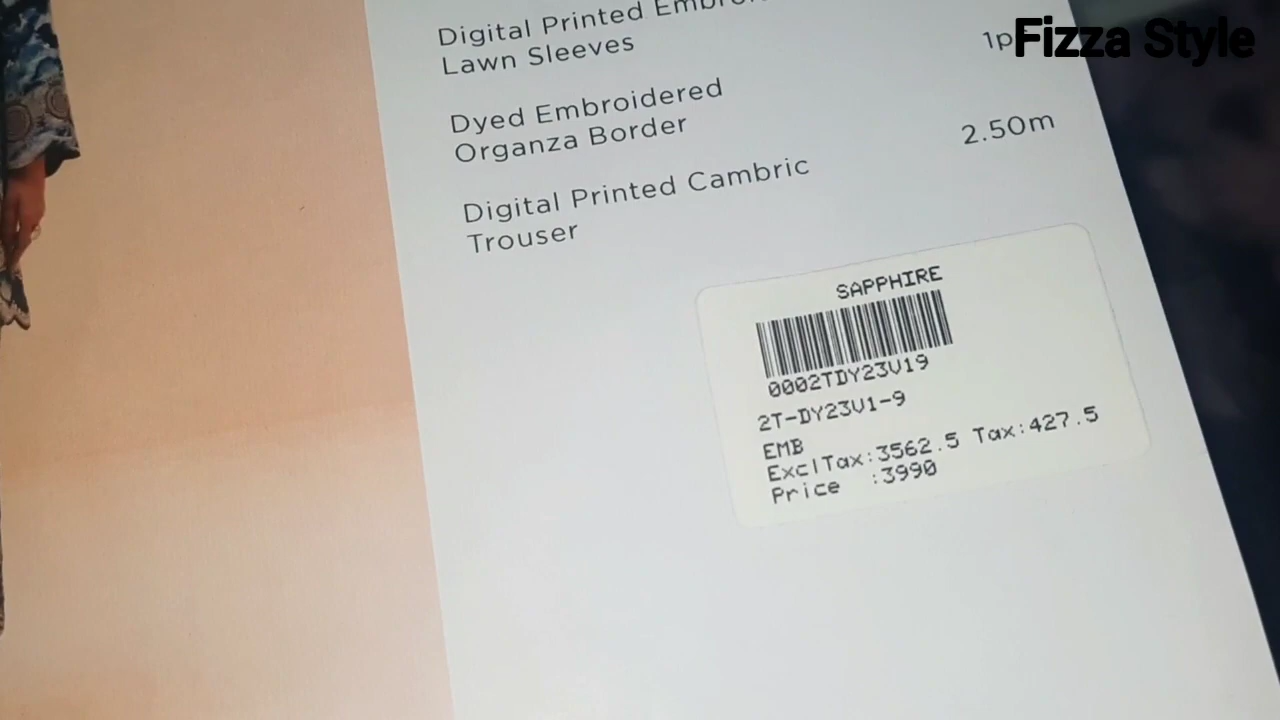 Digital Printed
Lawn Sleeves
Fizza Style
Dyed Embroidered
Organza Border
2.50m
Digital Printed Cambric
Trouser
SAPPHIRE
0002TDY23V19
2T-DY23V1-9
EMB
ExclTax:3562.5 Tax:427.5
Price :3990